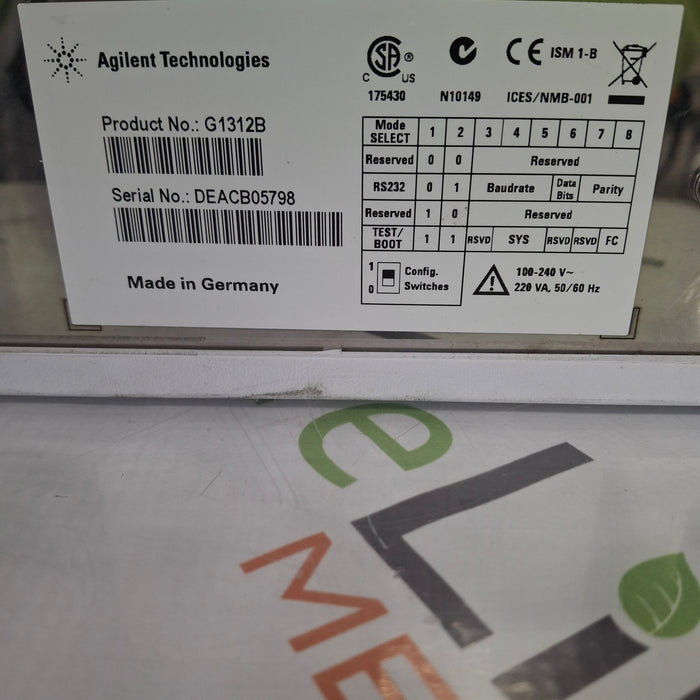 Agilent Technologies
C SA ® US
175430
N10149
CE ISM 1-B
ICES/NMB-001
Product No.: G1312B
Serial No.: DEACB05798
Made in Germany
Mode SELECT 1 2 3 4 5 6 7 8
Reserved 0 0 Reserved
RS232 0 1 Baudrate Data Bits Parity
Reserved 1 0 Reserved
TEST/ BOOT 1 1 RSVD SYS RSVD RSVD FC
1
0
Config.
Switches
100-240 V~
220 VA, 50/60 Hz
eLi
ME